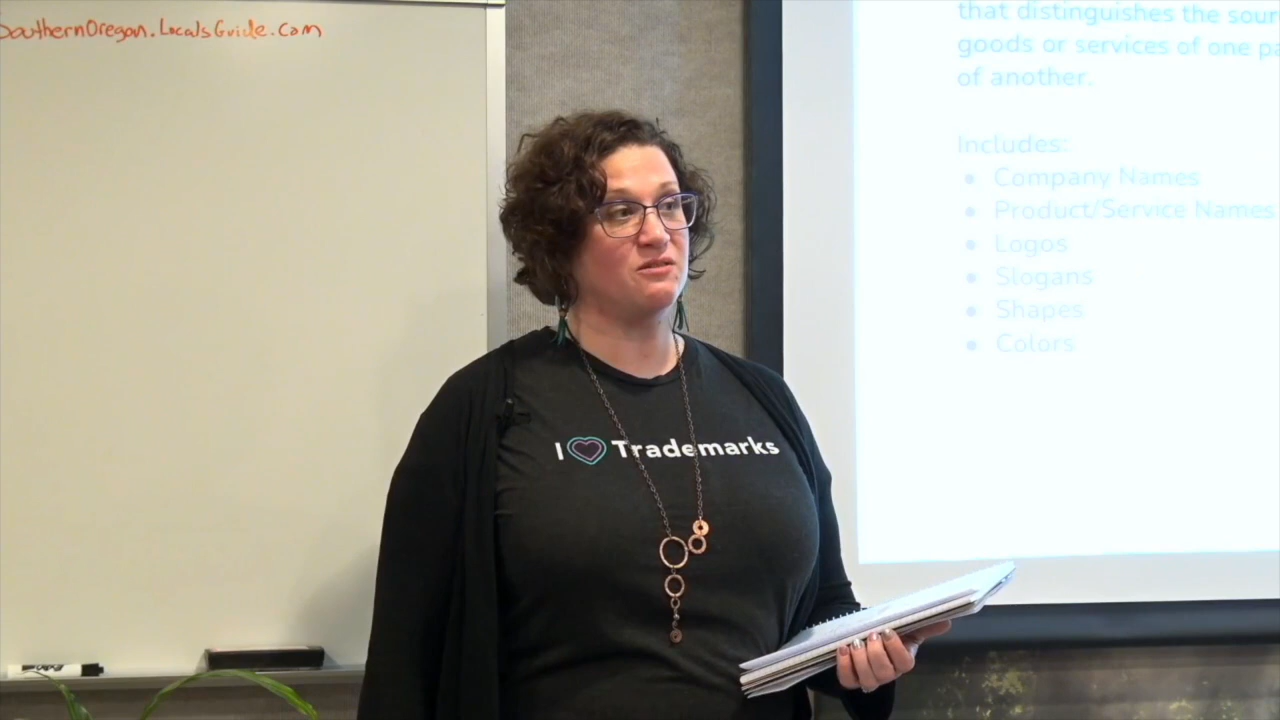 SouthernOregon.LocalsGuide.Com
that distinguishes the sour
goods or services of one pa
of another.
Includes:
• Company Names
• Product/Service Names
• Logos
• Slogans
• Shapes
• Colors
I Trademarks
EXPO